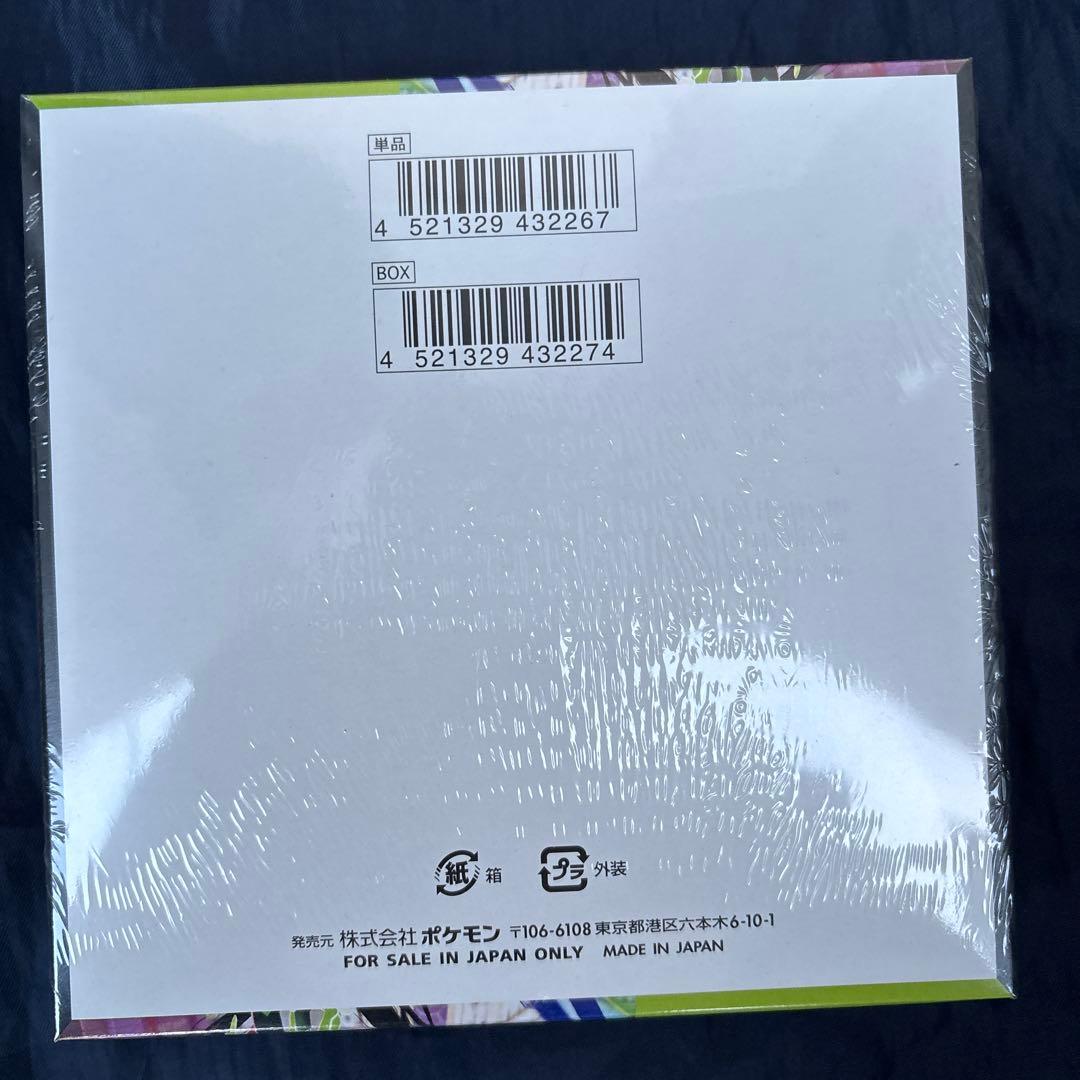 単品
4 521329 432267
BOX
4 521329 432274
紙 箱
プラ 外装
発売元 株式会社ポケモン 〒106-6108 東京都港区六本木6-10-1
FOR SALE IN JAPAN ONLY MADE IN JAPAN